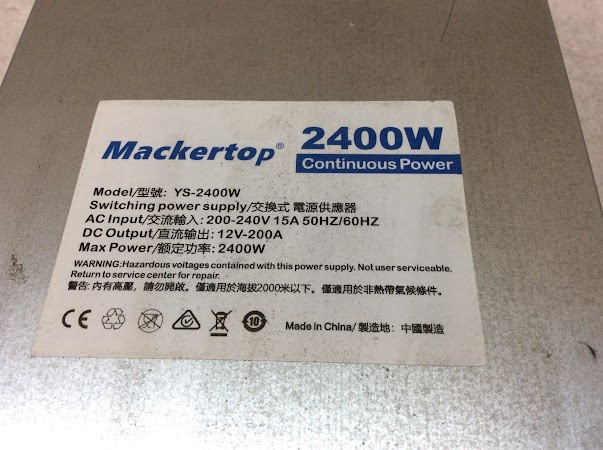 Mackertop®
2400W
Continuous Power
Model/型號: YS-2400W
Switching power supply/交換式 電源供應器
AC Input/交流輸入: 200-240V 15A 50HZ/60HZ
DC Output/直流输出: 12V-200A
Max Power/额定功率: 2400W
WARNING:Hazardous voltages contained with this power supply. Not user serviceable.
Return to service center for repair.
警告: 內有高壓，請勿開啟。僅適用於海拔2000米以下。僅適用於非熱帶氣候條件。
CE 10 Made in China/ 製造地: 中國製造